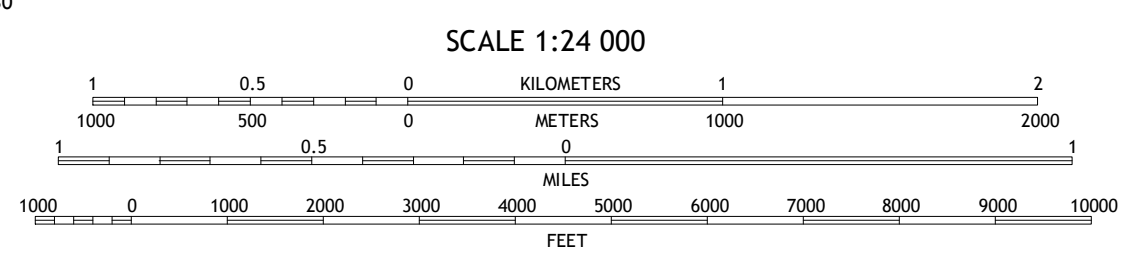 SCALE 1:24 000
1 0.5 0 KILOMETERS 1 2
1000 500 0 METERS 1000 2000
1 0.5 0 1
MILES
1000 0 1000 2000 3000 4000 5000 6000 7000 8000 9000 10000
FEET